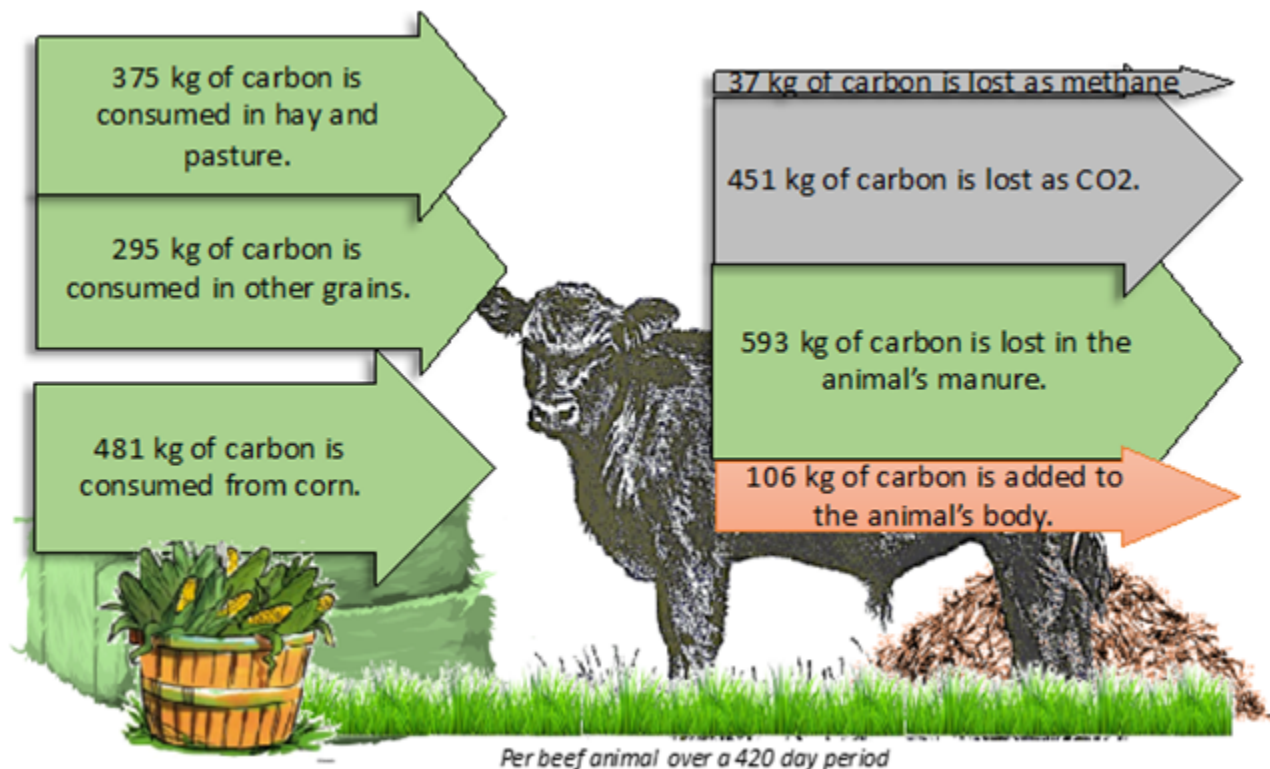 375 kg of carbon is
consumed in hay and
pasture.
295 kg of carbon is
consumed in other grains.
481 kg of carbon is
consumed from corn.
37 kg of carbon is lost as methane
451 kg of carbon is lost as CO2.
593 kg of carbon is lost in the
animal's manure.
106 kg of carbon is added to
the animal's body.
Per beef animal over a 420 day period